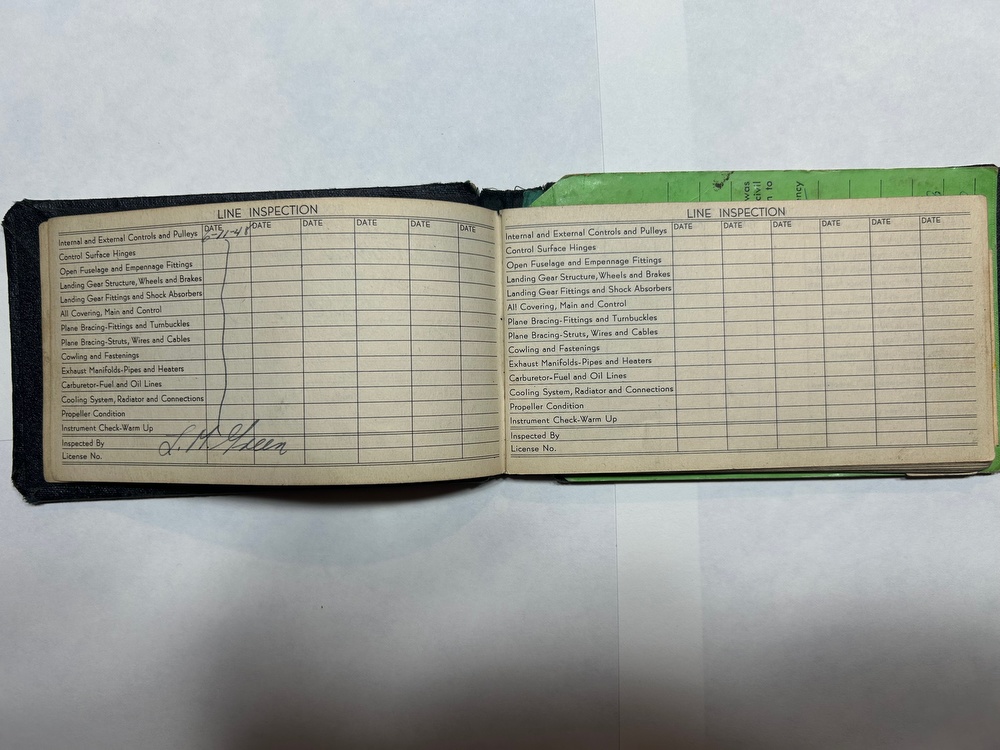 LINE INSPECTION
Internal and External Controls and Pulleys DATE 6-11-48 DATE DATE DATE DATE DATE
Control Surface Hinges
Open Fuselage and Empennage Fittings
Landing Gear Structure, Wheels and Brakes
Landing Gear Fittings and Shock Absorbers
All Covering, Main and Control
Plane Bracing-Fittings and Turnbuckles
Plane Bracing-Struts, Wires and Cables
Cowling and Fastenings
Exhaust Manifolds-Pipes and Heaters
Carburetor-Fuel and Oil Lines
Cooling System, Radiator and Connections
Propeller Condition
Instrument Check-Warm Up
Inspected By L. M. Green
License No.
LINE INSPECTION
Internal and External Controls and Pulleys DATE DATE DATE DATE DATE DATE
Control Surface Hinges
Open Fuselage and Empennage Fittings
Landing Gear Structure, Wheels and Brakes
Landing Gear Fittings and Shock Absorbers
All Covering, Main and Control
Plane Bracing-Fittings and Turnbuckles
Plane Bracing-Struts, Wires and Cables
Cowling and Fastenings
Exhaust Manifolds-Pipes and Heaters
Carburetor-Fuel and Oil Lines
Cooling System, Radiator and Connections
Propeller Condition
Instrument Check-Warm Up
Inspected By
License No.
was
civil
to